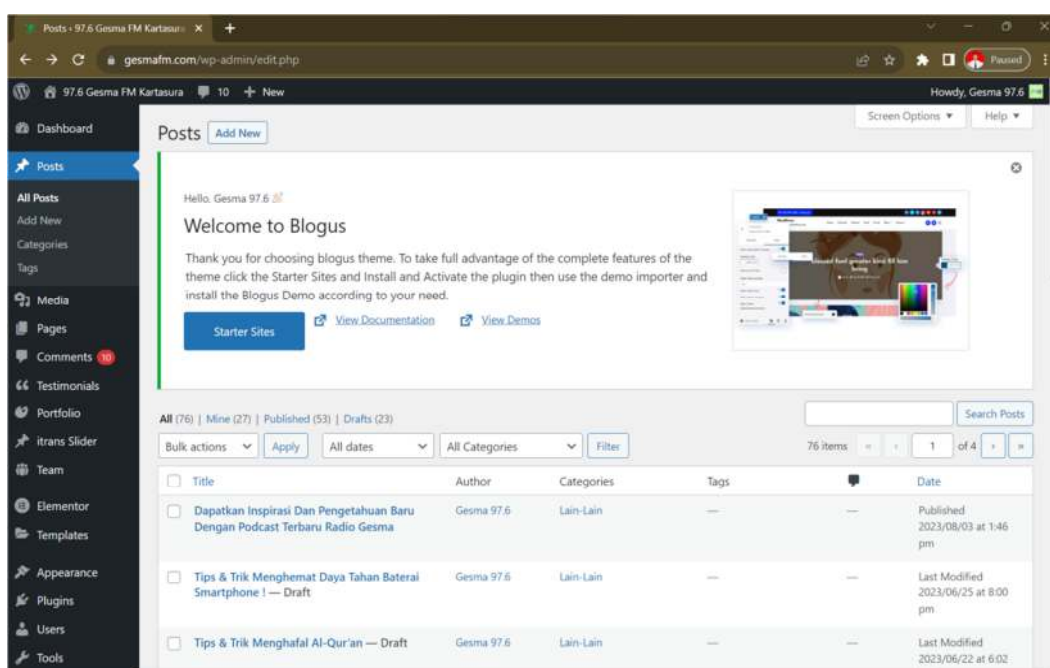 Posts ‹ 97.6 Gesma FM Kartasura
gesmafm.com/wp-admin/edit.php
Paused
97.6 Gesma FM Kartasura 10 + New
Howdy, Gesma 97.6
Dashboard
Posts
All Posts
Add New
Categories
Tags
Media
Pages
Comments 10
Testimonials
Portfolio
itrans Slider
Team
Elementor
Templates
Appearance
Plugins
Users
Tools
Screen Options ▼ Help ▼
Posts Add New
Hello, Gesma 97.6
Welcome to Blogus
Thank you for choosing blogus theme. To take full advantage of the complete features of the
theme click the Starter Sites and Install and Activate the plugin then use the demo importer and
install the Blogus Demo according to your need.
Starter Sites View Documentation View Demos
All (76) | Mine (27) | Published (53) | Drafts (23)
Search Posts
Bulk actions Apply All dates All Categories Filter 76 items « ‹ 1 of 4 › »
Title Author Categories Tags Date
Dapatkan Inspirasi Dan Pengetahuan Baru
Dengan Podcast Terbaru Radio Gesma
Gesma 97.6 Lain-Lain — —
Published
2023/08/03 at 1:46
pm
Tips & Trik Menghemat Daya Tahan Baterai
Smartphone ! — Draft
Gesma 97.6 Lain-Lain — —
Last Modified
2023/06/25 at 8:00
pm
Tips & Trik Menghafal Al-Qur'an — Draft
Gesma 97.6 Lain-Lain — —
Last Modified
2023/06/22 at 6:02